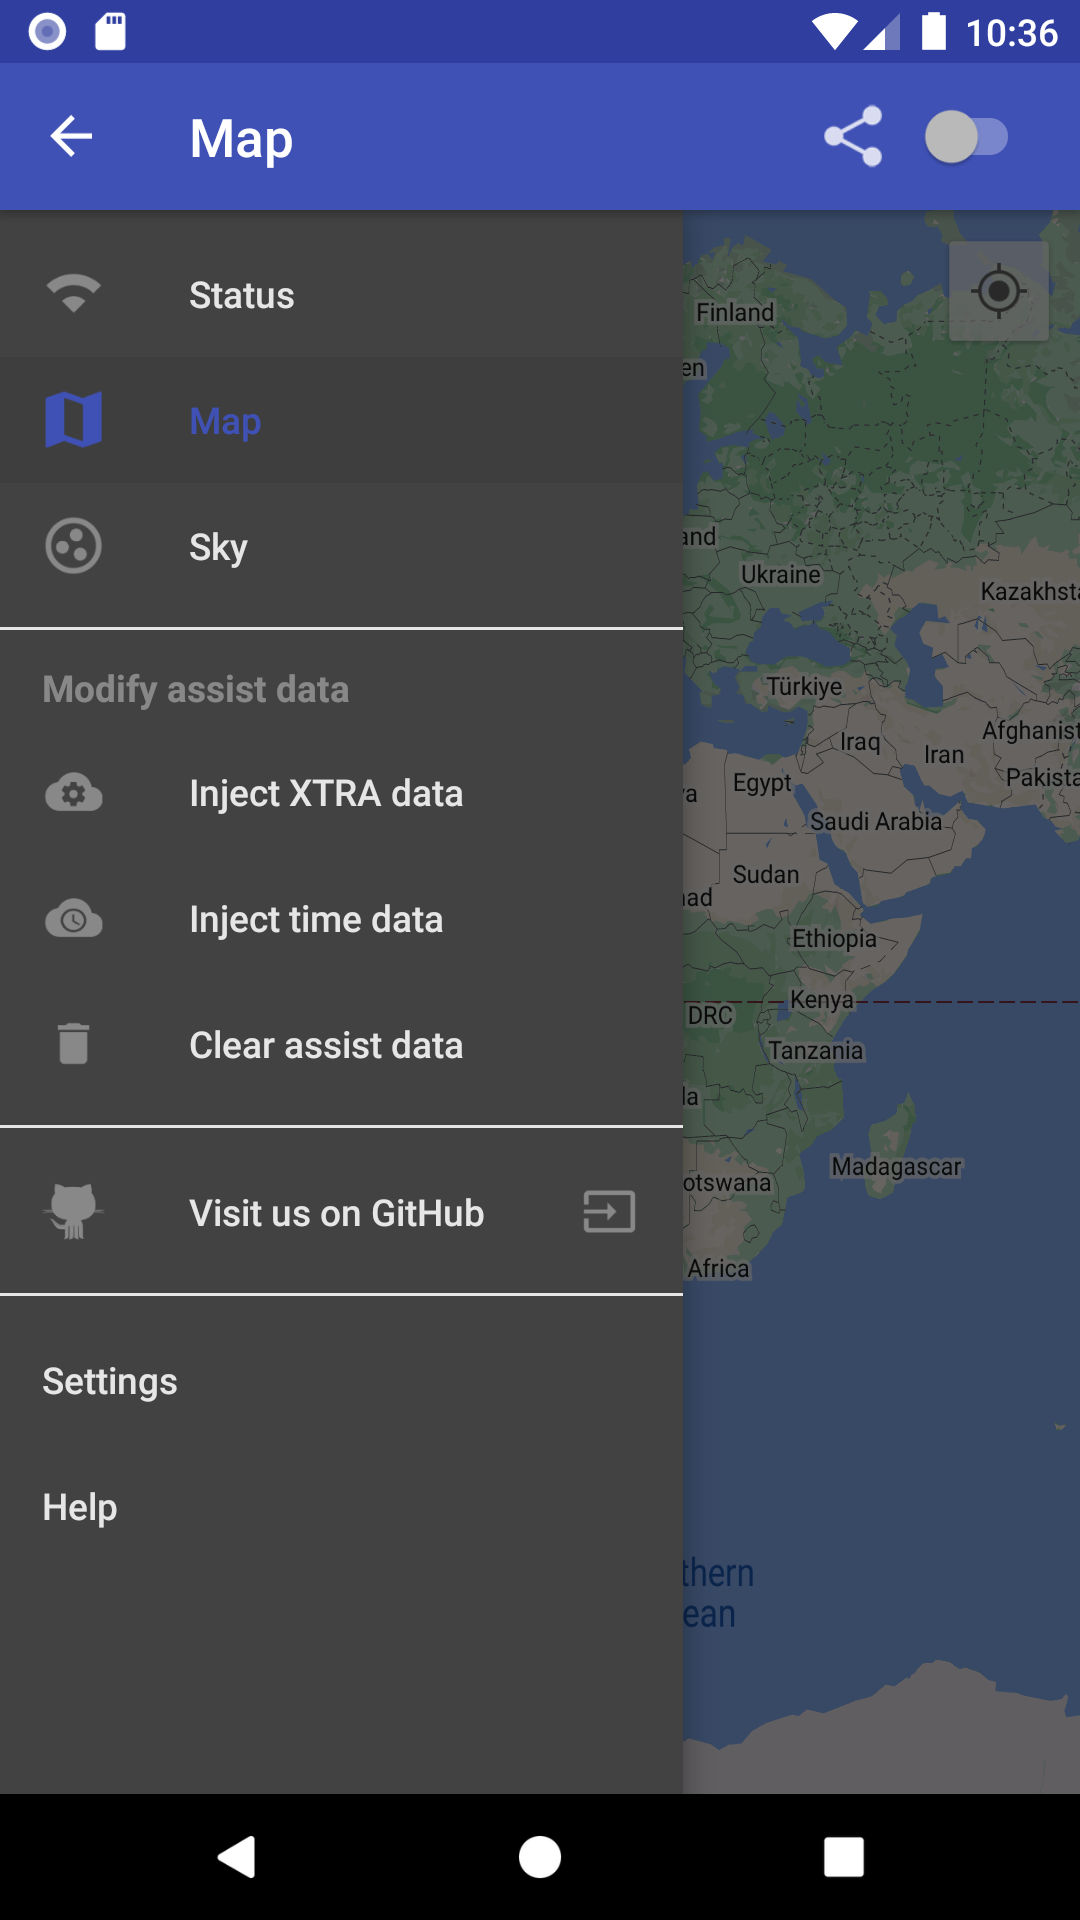 10:36
Map
Status
Map
Sky
Modify assist data
Inject XTRA data
Inject time data
Clear assist data
Visit us on GitHub
Settings
Help
Finland
en
and
Ukraine
Kazakhsta
Türkiye
Afghanist
Iraq
Iran
Pakista
Egypt
ya
Saudi Arabia
Sudan
ad
Ethiopia
Kenya
DRC
Tanzania
la
Madagascar
otswana
Africa
thern
ean